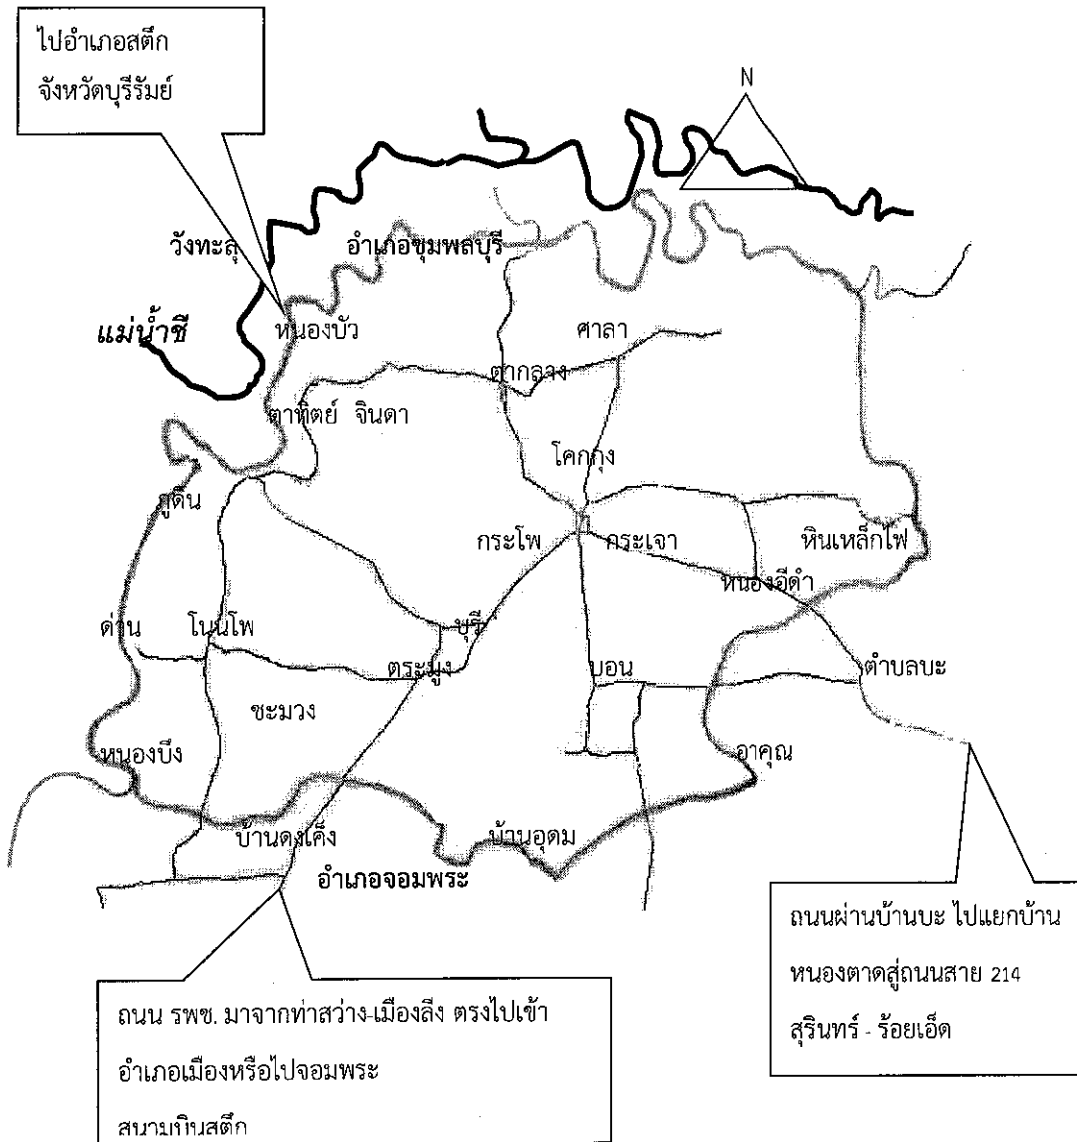 ไปอำเภอสตึก
จังหวัดบุรีรัมย์
N
วังทะลุ
อำเภอชุมพลบุรี
แม่น้ำชี
หนองบัว
ศาลา
ตากลาง
ตาทิตย์ จินดา
โคกกุง
ภูดิน
กระโพ
กระเจา
หินเหล็กไฟ
หนองอีดำ
ด่าน
โนนโพ
บุรี
ตระมูง
บอน
ตำบลบะ
ชะมวง
หนองบึง
อาคุณ
บ้านดงเค็ง
บ้านอุดม
อำเภอจอมพระ
ถนนผ่านบ้านบะ ไปแยกบ้าน
หนองตาดสู่ถนนสาย 214
สุรินทร์ - ร้อยเอ็ด
ถนน รพช. มาจากท่าสว่าง-เมืองลีง ตรงไปเข้า
อำเภอเมืองหรือไปจอมพระ
สนามบินสตึก